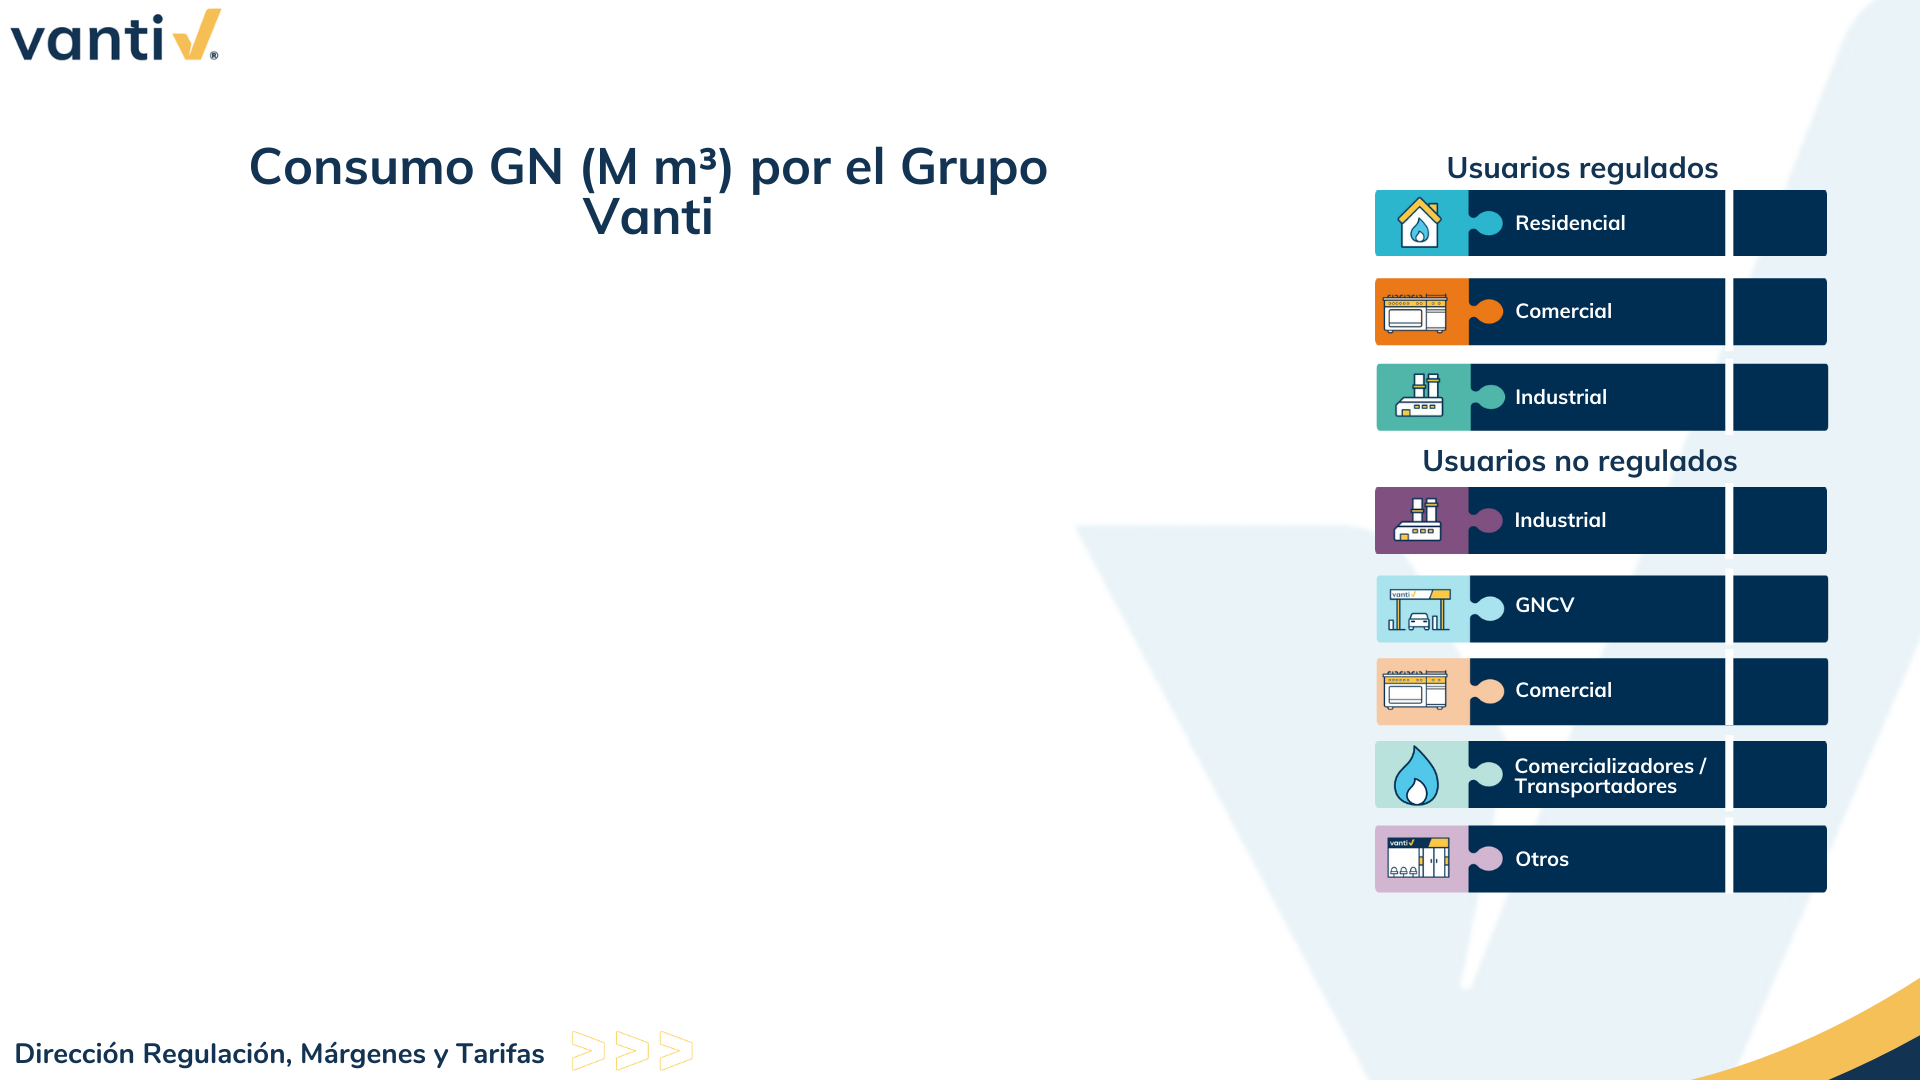 vanti ®
Consumo GN (M m³) por el Grupo
Vanti
Usuarios regulados
Residencial
Comercial
Industrial
Usuarios no regulados
Industrial
vanti
GNCV
Comercial
Comercializadores /
Transportadores
vanti
Otros
Dirección Regulación, Márgenes y Tarifas